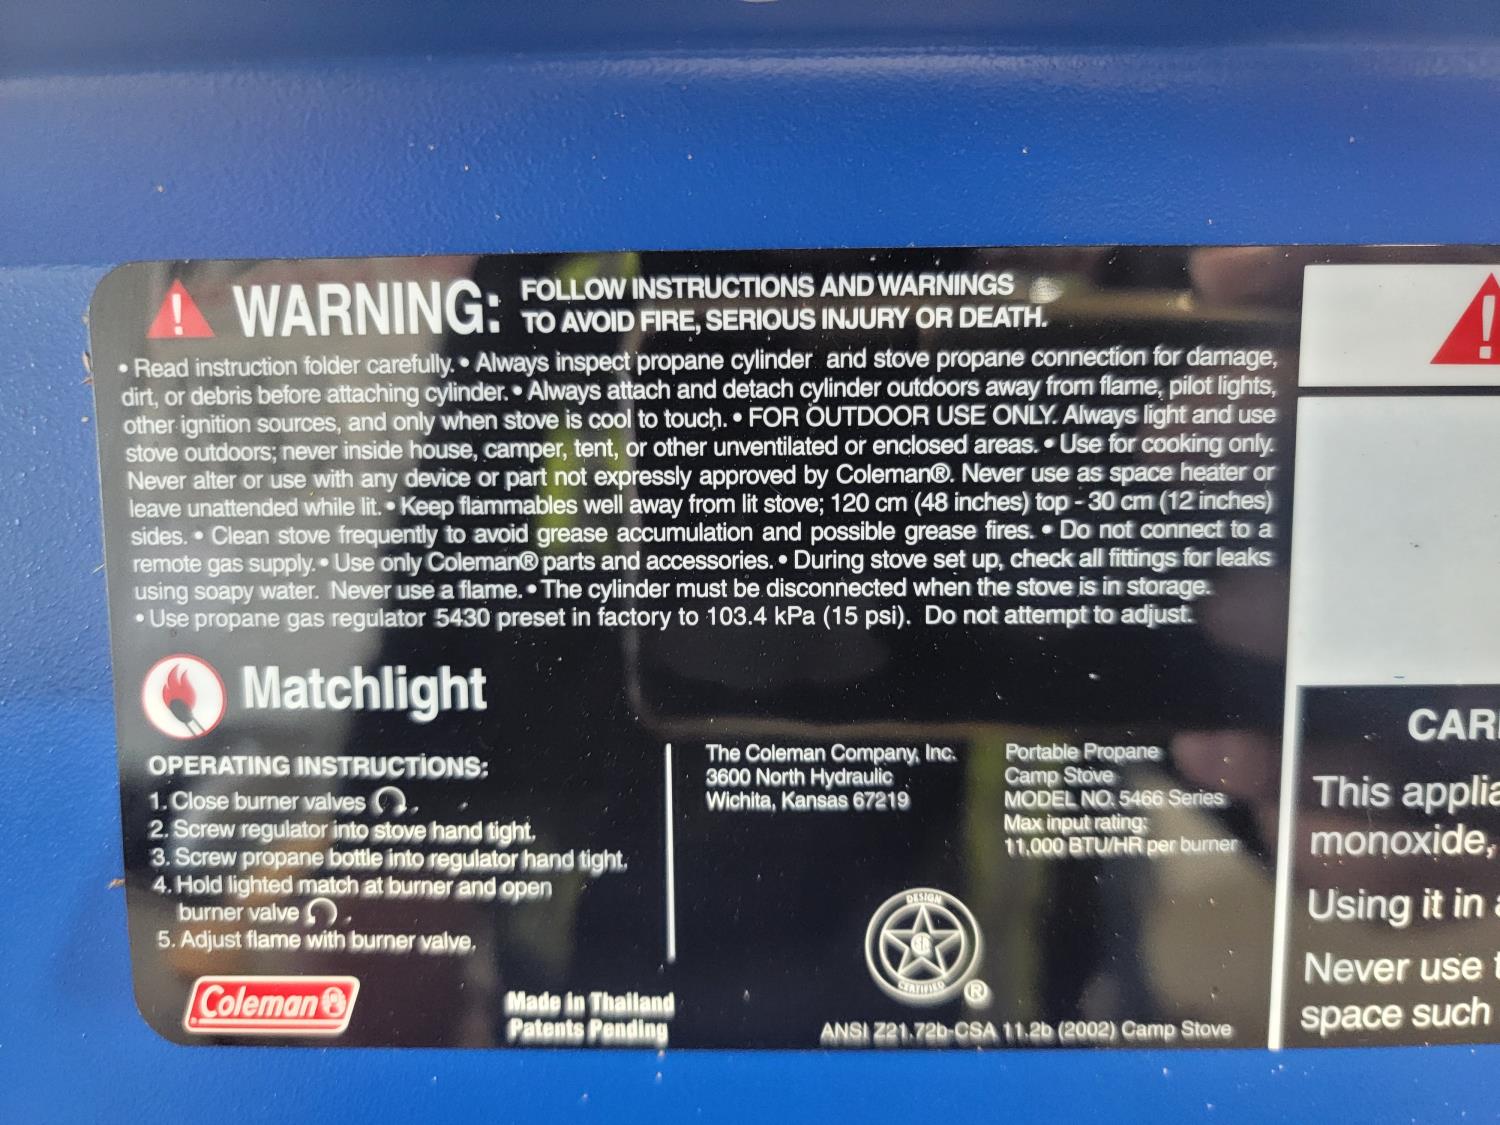 WARNING: FOLLOW INSTRUCTIONS AND WARNINGS
TO AVOID FIRE, SERIOUS INJURY OR DEATH.
• Read instruction folder carefully. • Always inspect propane cylinder and stove propane connection for damage,
dirt, or debris before attaching cylinder. • Always attach and detach cylinder outdoors away from flame, pilot lights,
other ignition sources, and only when stove is cool to touch. • FOR OUTDOOR USE ONLY. Always light and use
stove outdoors; never inside house, camper, tent, or other unventilated or enclosed areas. • Use for cooking only.
Never alter or use with any device or part not expressly approved by Coleman®. Never use as space heater or
leave unattended while lit. • Keep flammables well away from lit stove; 120 cm (48 inches) top - 30 cm (12 inches)
sides. • Clean stove frequently to avoid grease accumulation and possible grease fires. • Do not connect to a
remote gas supply. • Use only Coleman® parts and accessories. • During stove set up, check all fittings for leaks
using soapy water. Never use a flame. • The cylinder must be disconnected when the stove is in storage.
• Use propane gas regulator 5430 preset in factory to 103.4 kPa (15 psi). Do not attempt to adjust.
Matchlight
OPERATING INSTRUCTIONS:
1. Close burner valves .
2. Screw regulator into stove hand tight.
3. Screw propane bottle into regulator hand tight.
4. Hold lighted match at burner and open
burner valve .
5. Adjust flame with burner valve.
Coleman®
Made in Thailand
Patents Pending
The Coleman Company, Inc.
3600 North Hydraulic
Wichita, Kansas 67219
Portable Propane
Camp Stove
MODEL NO. 5466 Series
Max input rating:
11,000 BTU/HR per burner
DESIGN
CERTIFIED
®
ANSI Z21.72b-CSA 11.2b (2002) Camp Stove
!
CAR
This applia
monoxide,
Using it in
Never use
space such